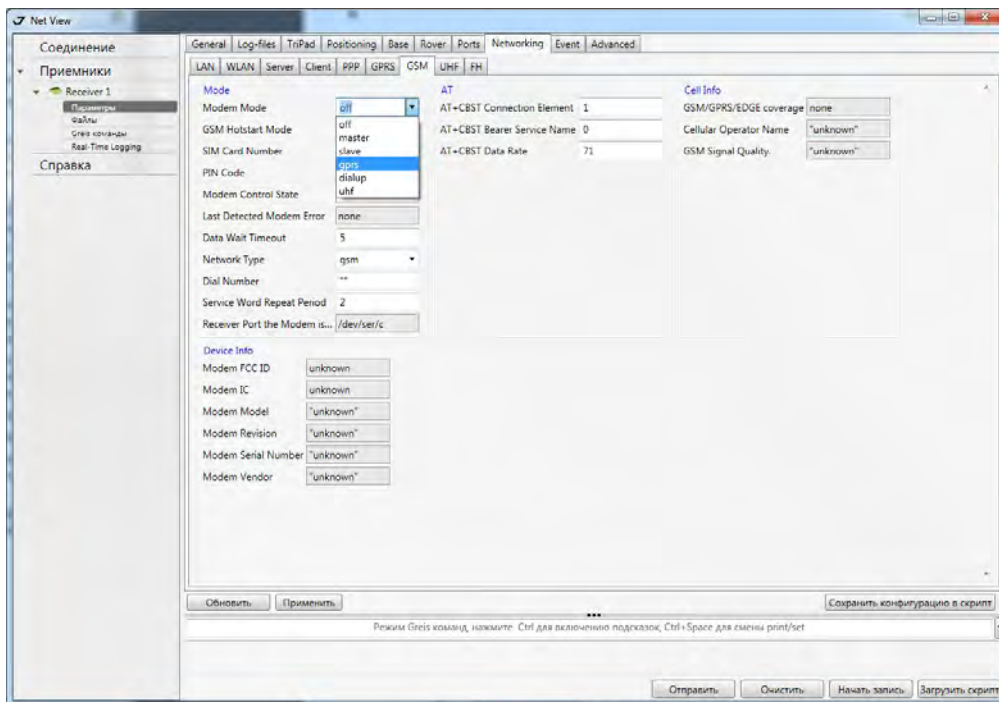 Net View
Соединение
Приемники
Receiver 1
Параметры
Файлы
Greis команды
Real-Time Logging
Справка
General Log-files TriPad Positioning Base Rover Ports Networking Event Advanced
LAN WLAN Server Client PPP GPRS GSM UHF FH
Mode
Modem Mode off
off
master
slave
gprs
dialup
uhf
GSM Hotstart Mode
SIM Card Number
PIN Code
Modem Control State
Last Detected Modem Error none
Data Wait Timeout 5
Network Type gsm
Dial Number ""
Service Word Repeat Period 2
Receiver Port the Modem is... /dev/ser/c
AT
AT+CBST Connection Element 1
AT+CBST Bearer Service Name 0
AT+CBST Data Rate 71
Cell Info
GSM/GPRS/EDGE coverage none
Cellular Operator Name "unknown"
GSM Signal Quality. "unknown"
Device Info
Modem FCC ID unknown
Modem IC unknown
Modem Model "unknown"
Modem Revision "unknown"
Modem Serial Number "unknown"
Modem Vendor "unknown"
Обновить Применить Сохранить конфигурацию в скрипт
Режим Greis команд, нажмите Ctrl для включению подсказок, Ctrl+Space для смены print/set
Отправить Очистить Начать запись Загрузить скрипт